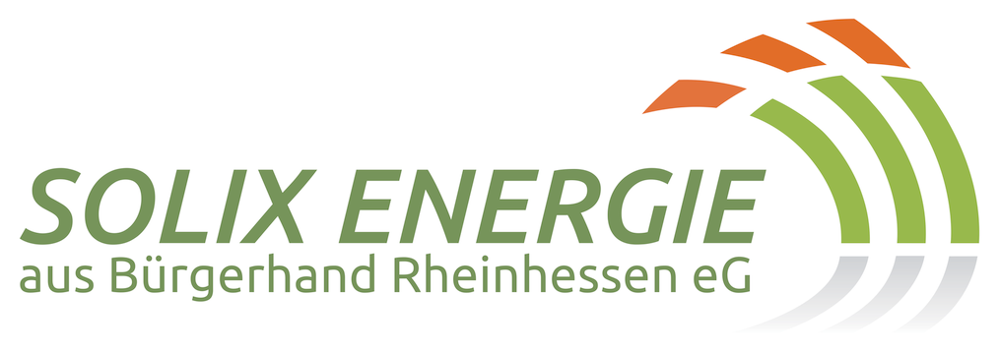 SOLIX ENERGIE
aus Bürgerhand Rheinhessen eG